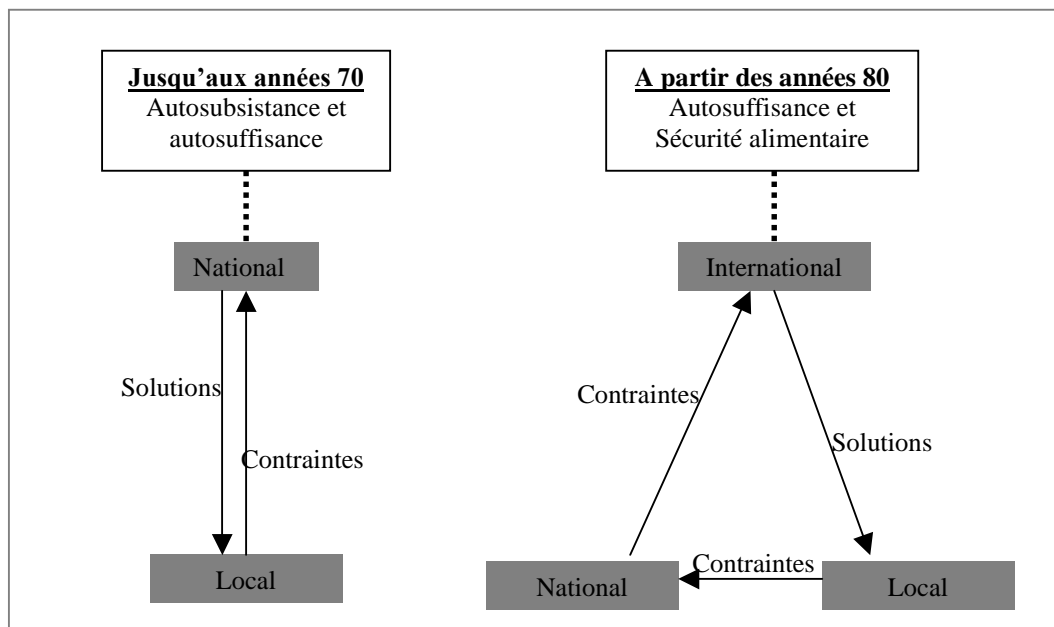 Jusqu'aux années 70
Autosubsistance et
autosuffisance
National
Solutions
Contraintes
Local
A partir des années 80
Autosuffisance et
Sécurité alimentaire
International
Contraintes
Solutions
Contraintes
National
Local